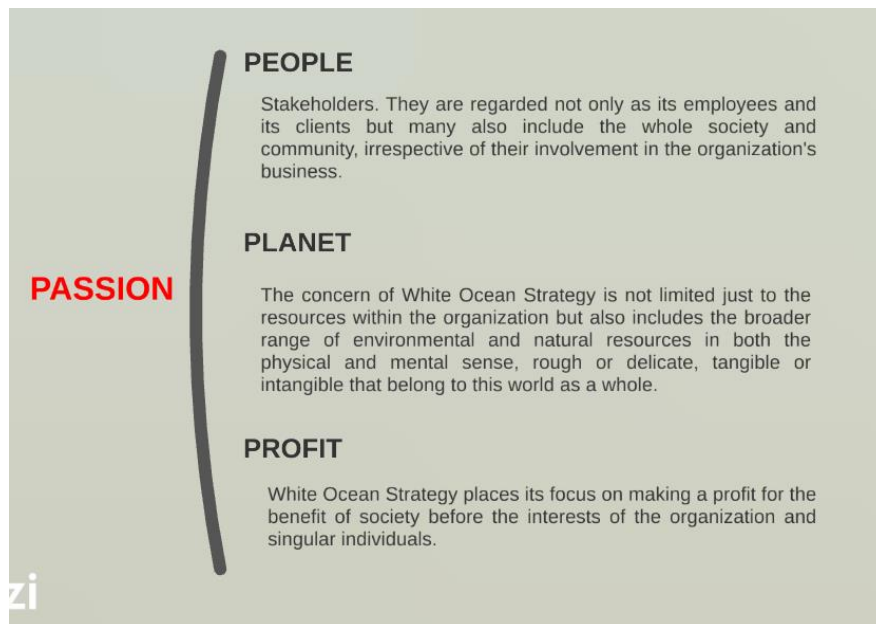 PEOPLE
Stakeholders. They are regarded not only as its employees and
its clients but many also include the whole society and
community, irrespective of their involvement in the organization's
business.
PLANET
PASSION
The concern of White Ocean Strategy is not limited just to the
resources within the organization but also includes the broader
range of environmental and natural resources in both the
physical and mental sense, rough or delicate, tangible or
intangible that belong to this world as a whole.
PROFIT
White Ocean Strategy places its focus on making a profit for the
benefit of society before the interests of the organization and
singular individuals.
zi